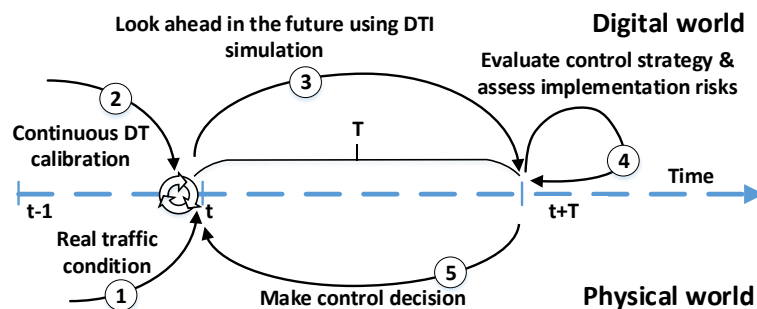 Look ahead in the future using DTI
simulation
Digital world
Evaluate control strategy &
assess implementation risks
3
2
Continuous DT
calibration
T
4
Time
t-1
t
t+T
Real traffic
condition
1
5
Make control decision
Physical world